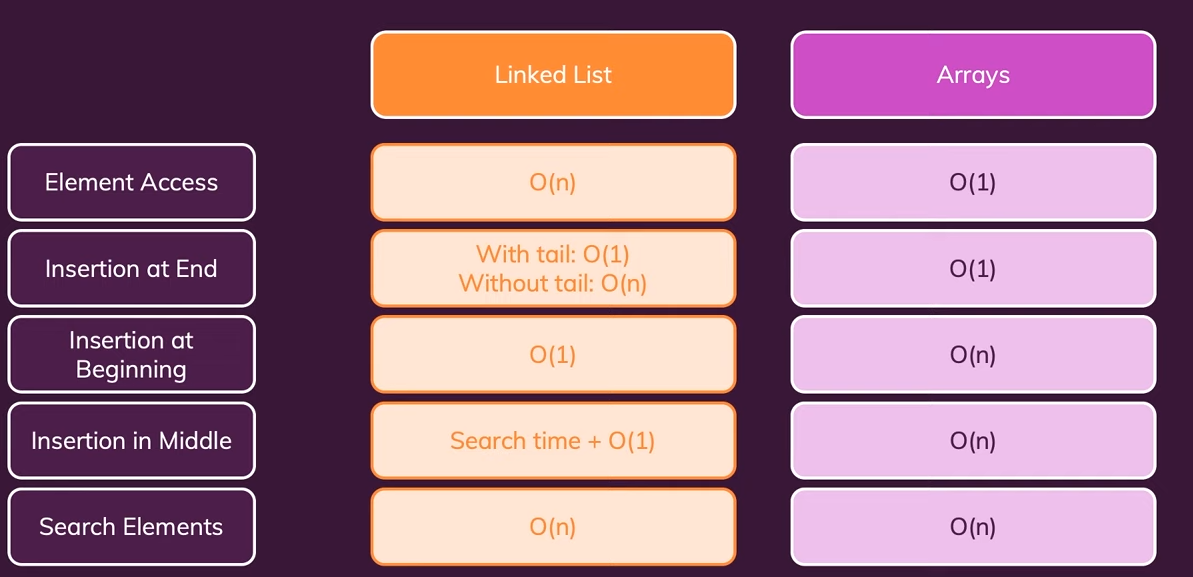 Linked List
Arrays
Element Access
O(n)
O(1)
Insertion at End
With tail: O(1)
Without tail: O(n)
O(1)
Insertion at
Beginning
O(1)
O(n)
Insertion in Middle
Search time + O(1)
O(n)
Search Elements
O(n)
O(n)